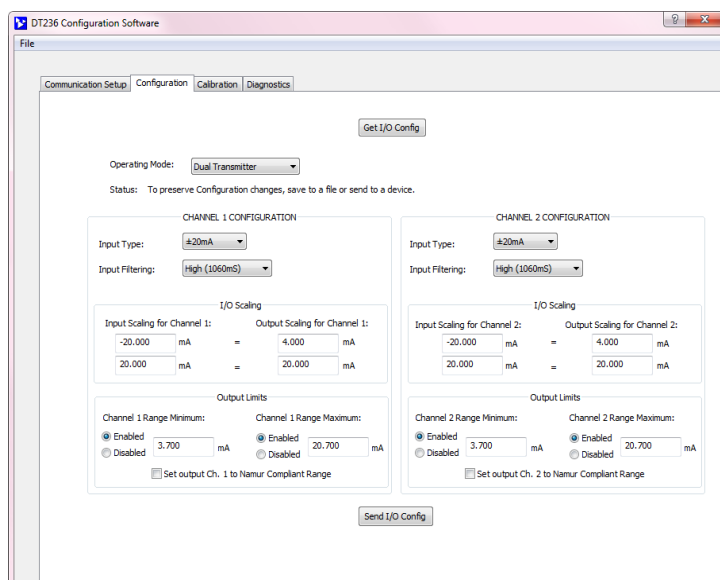 DT236 Configuration Software
File
Communication Setup Configuration Calibration Diagnostics
Get I/O Config
Operating Mode: Dual Transmitter
Status: To preserve Configuration changes, save to a file or send to a device.
CHANNEL 1 CONFIGURATION
Input Type: ±20mA
Input Filtering: High (1060mS)
I/O Scaling
Input Scaling for Channel 1: Output Scaling for Channel 1:
-20.000 mA = 4.000 mA
20.000 mA = 20.000 mA
Output Limits
Channel 1 Range Minimum: Channel 1 Range Maximum:
Enabled 3.700 mA Enabled 20.700 mA
Disabled Disabled
Set output Ch. 1 to Namur Compliant Range
CHANNEL 2 CONFIGURATION
Input Type: ±20mA
Input Filtering: High (1060mS)
I/O Scaling
Input Scaling for Channel 2: Output Scaling for Channel 2:
-20.000 mA = 4.000 mA
20.000 mA = 20.000 mA
Output Limits
Channel 2 Range Minimum: Channel 2 Range Maximum:
Enabled 3.700 mA Enabled 20.700 mA
Disabled Disabled
Set output Ch. 2 to Namur Compliant Range
Send I/O Config